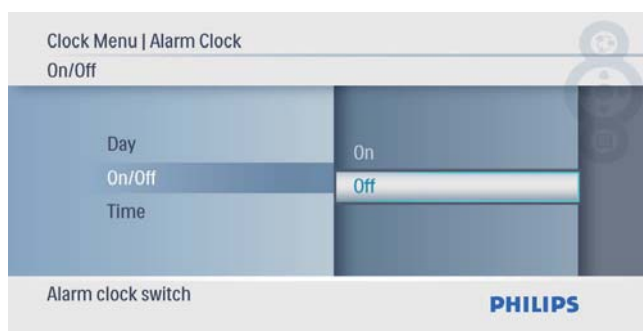 Clock Menu | Alarm Clock
On/Off
Day
On/Off
Time
On
Off
Alarm clock switch
PHILIPS